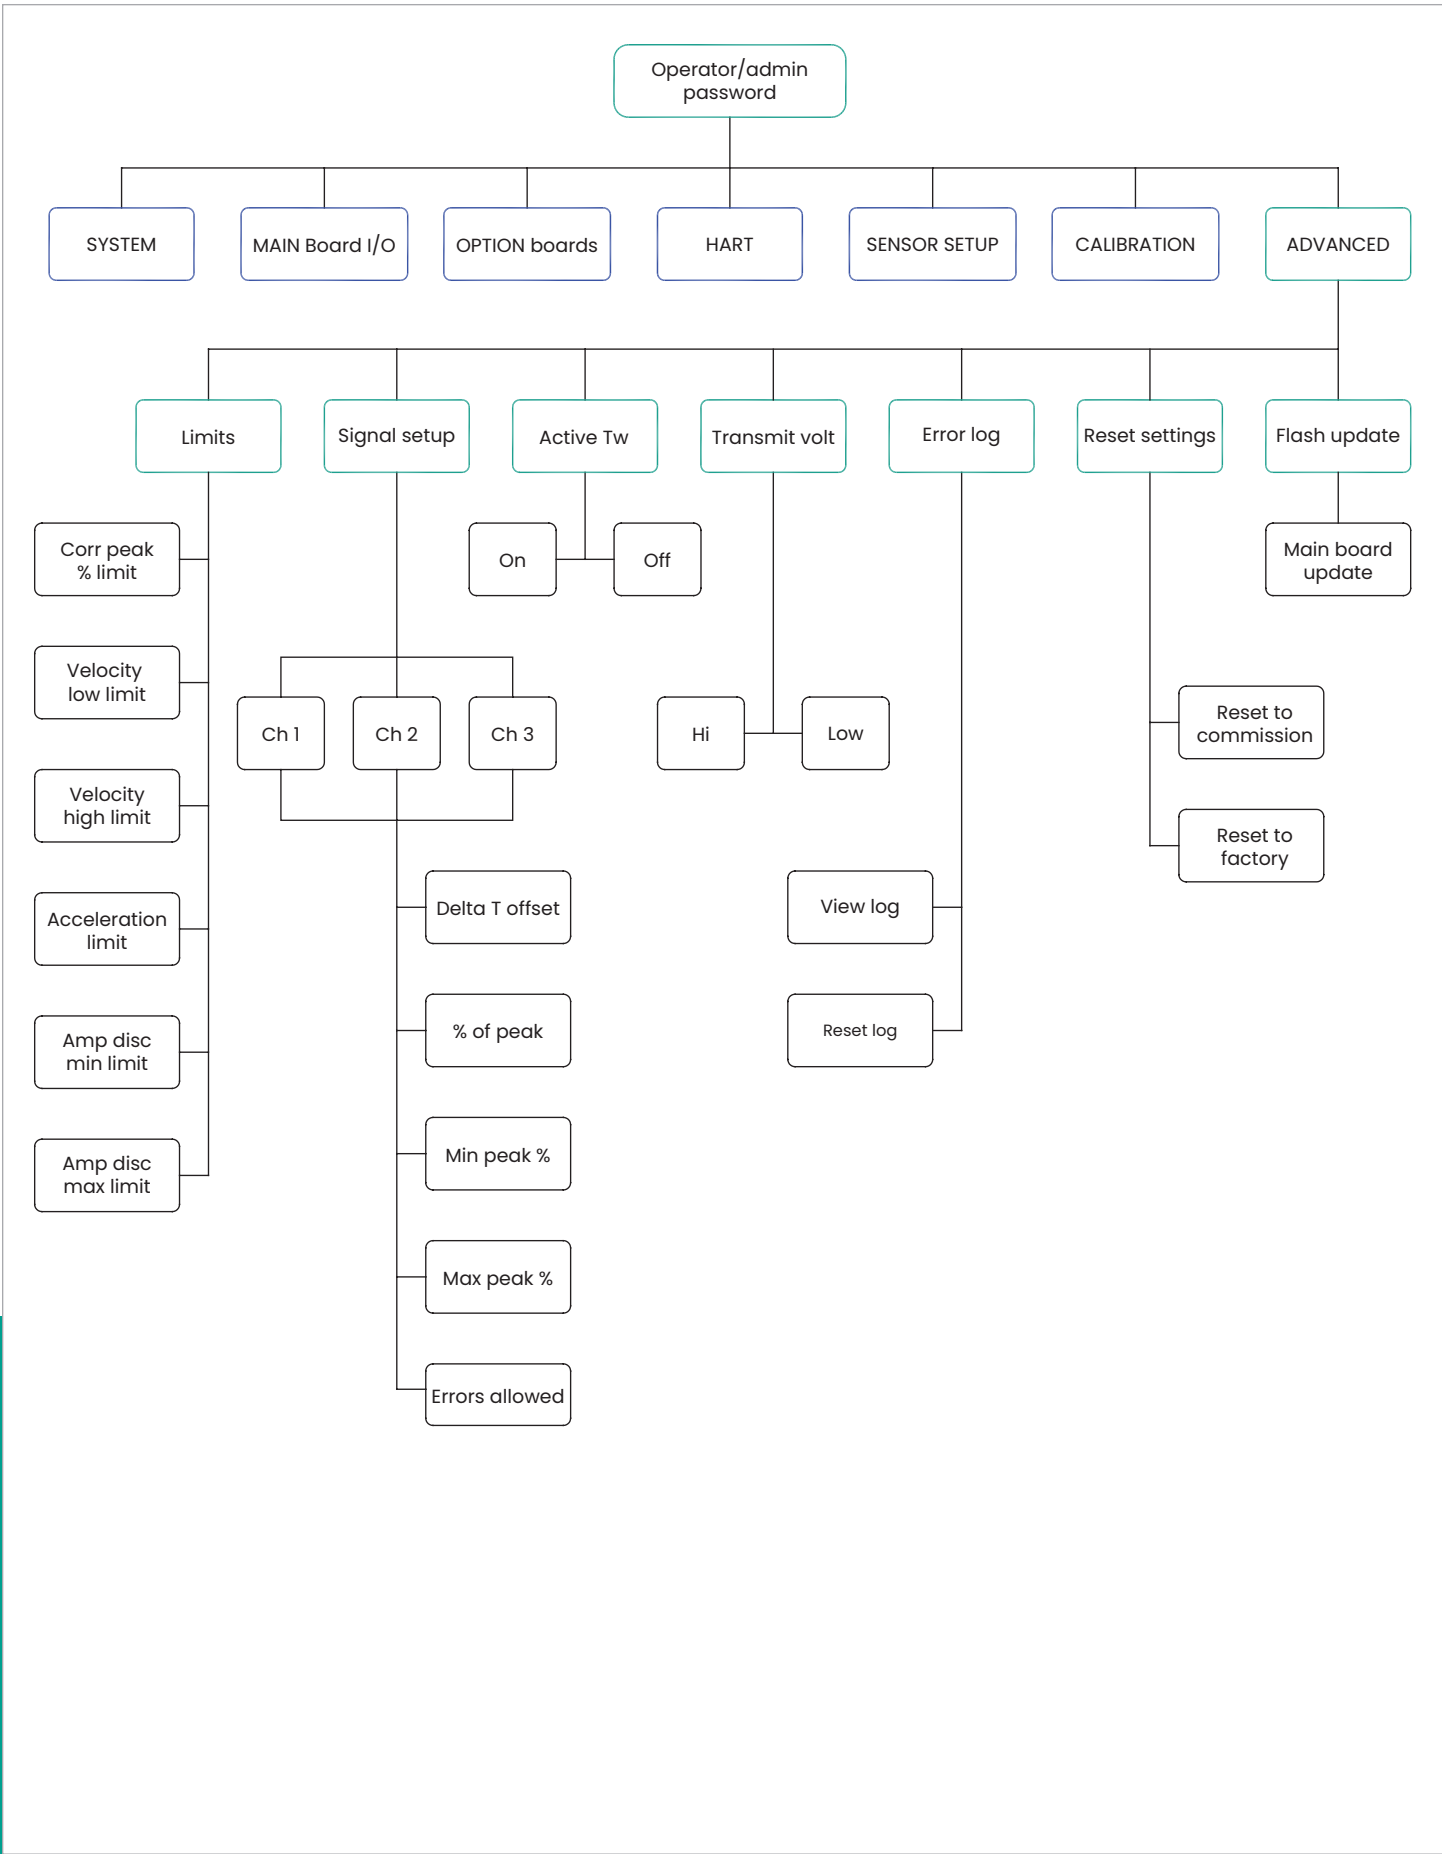 Operator/admin
password
SYSTEM
MAIN Board I/O
OPTION boards
HART
SENSOR SETUP
CALIBRATION
ADVANCED
Limits
Signal setup
Active Tw
Transmit volt
Error log
Reset settings
Flash update
Corr peak
% limit
On
Off
Main board
update
Velocity
low limit
Ch 1
Ch 2
Ch 3
Hi
Low
Reset to
commission
Velocity
high limit
Reset to
factory
Acceleration
limit
Delta T offset
View log
Amp disc
min limit
% of peak
Reset log
Amp disc
max limit
Min peak %
Max peak %
Errors allowed